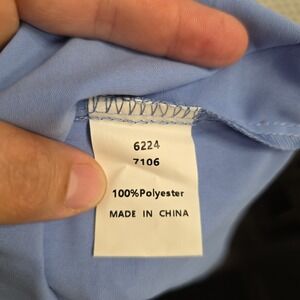 6224
7106
100%Polyester
MADE IN CHINA